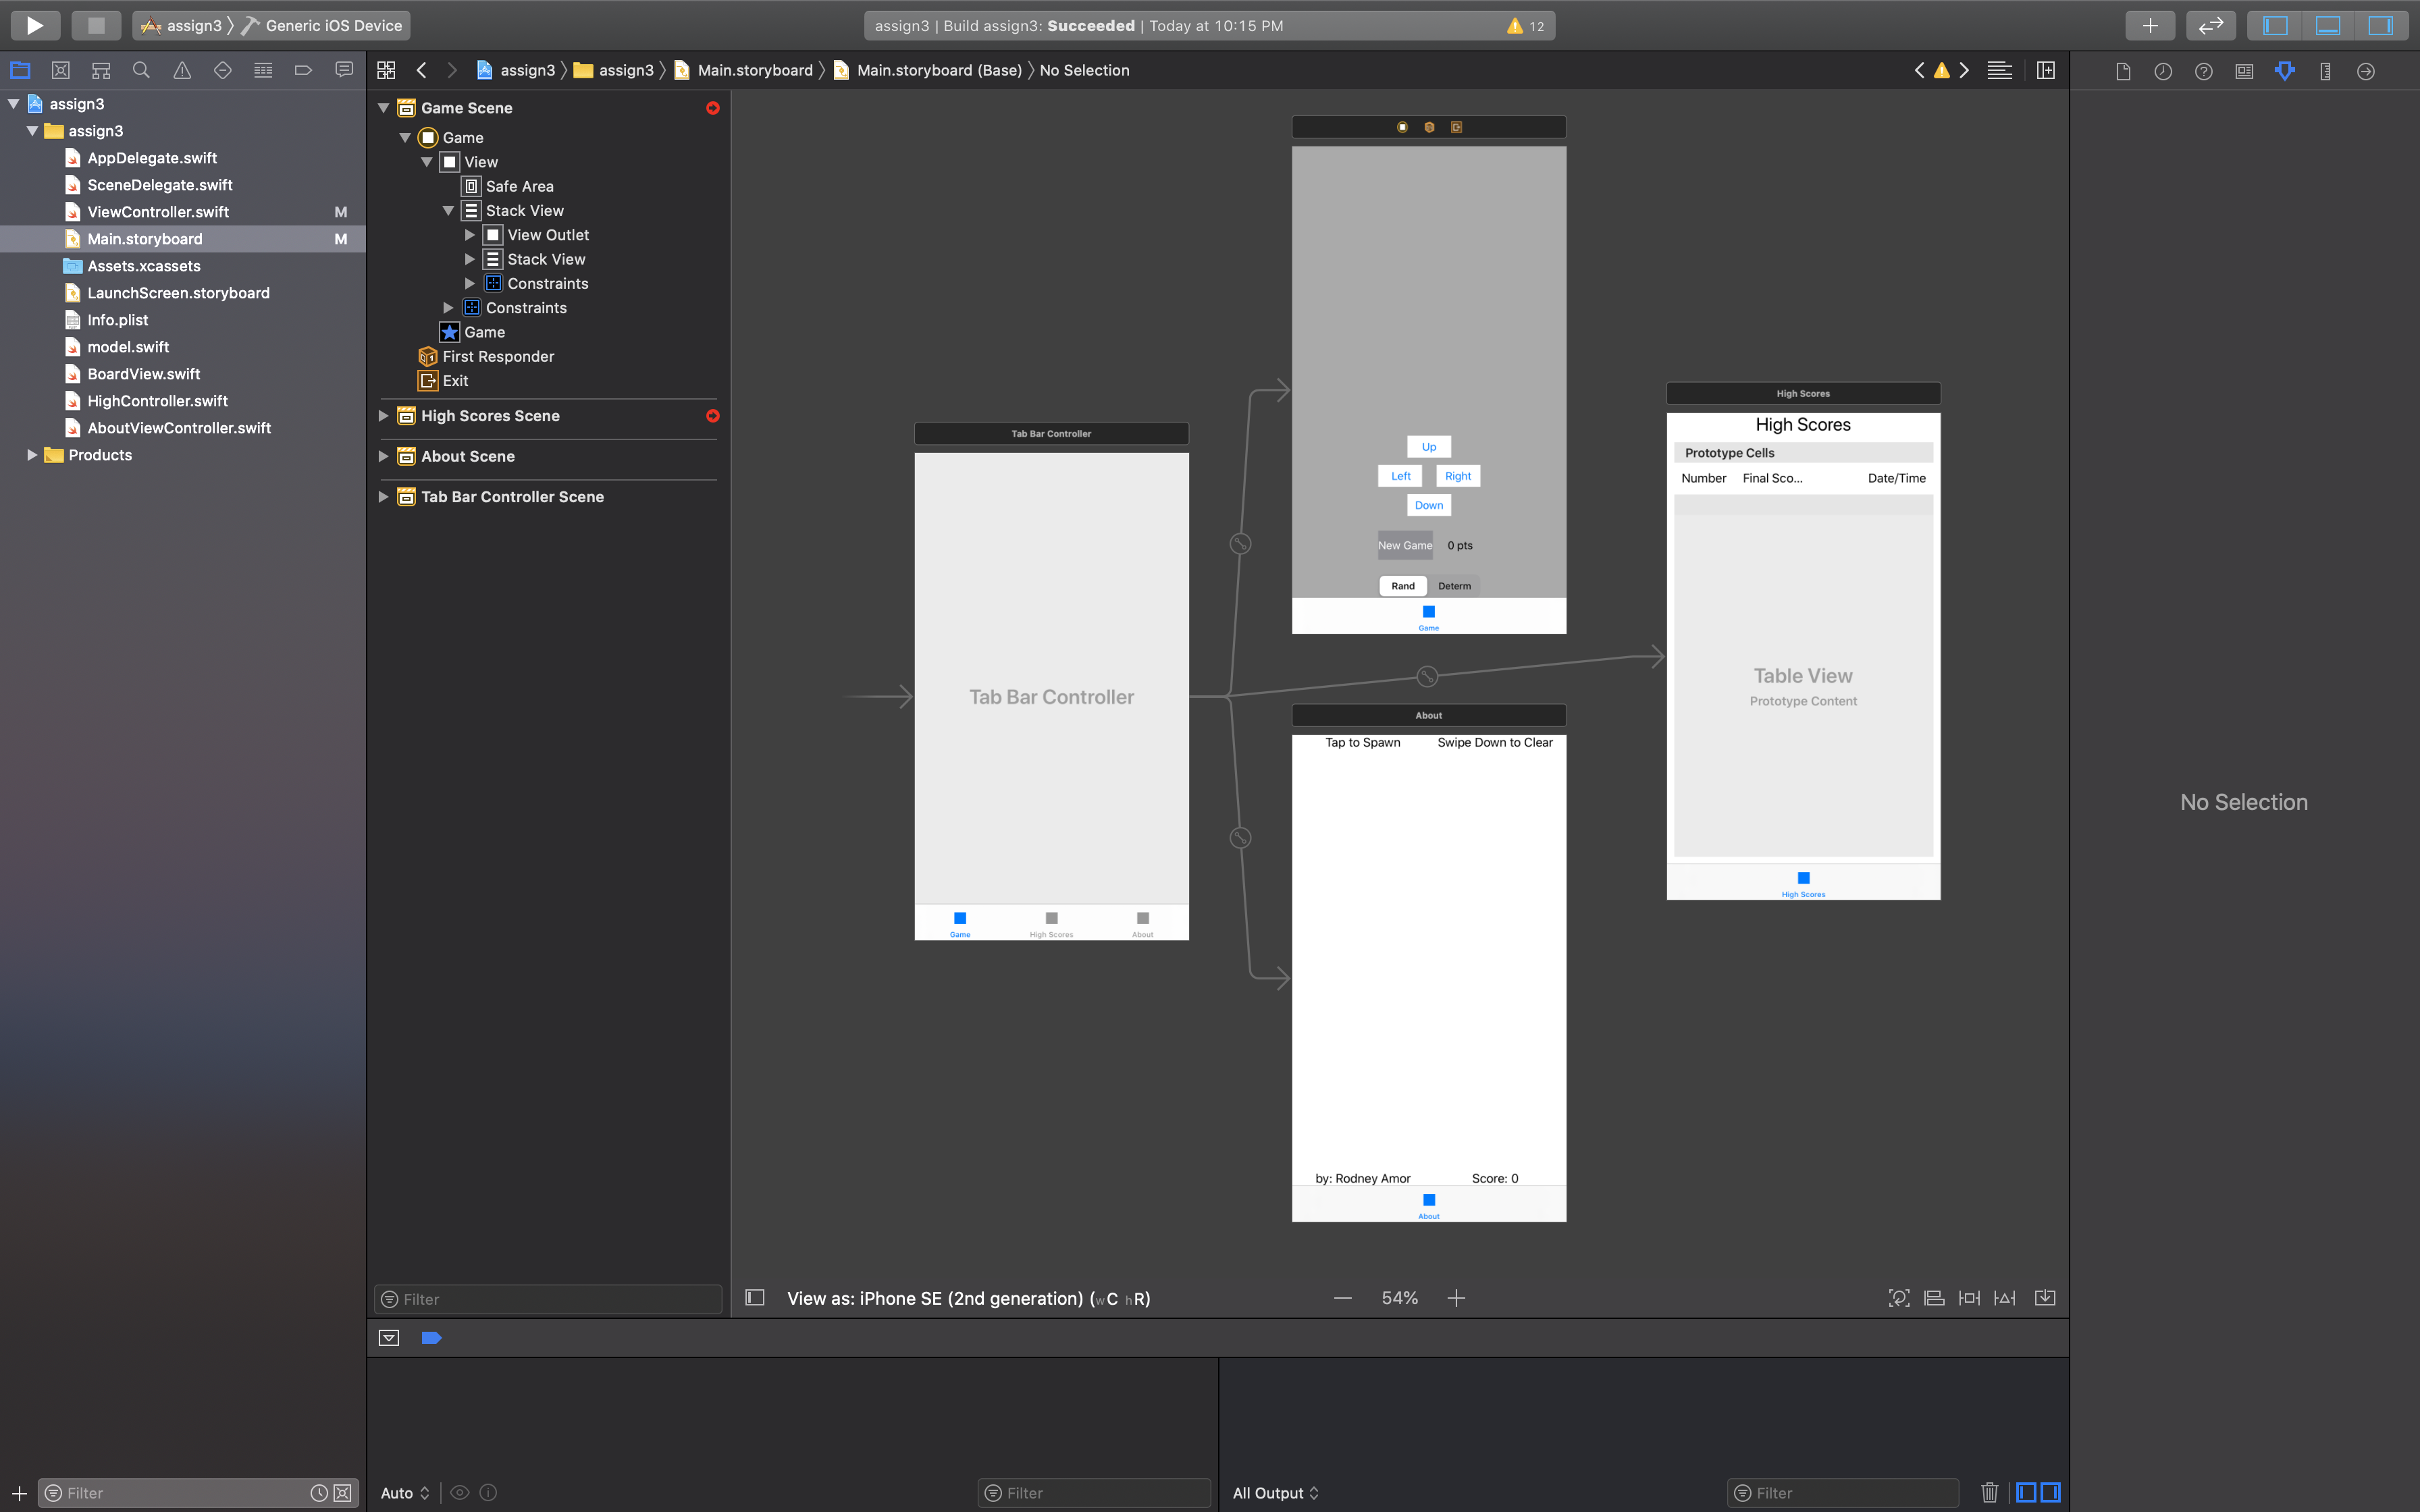 assign3 Generic iOS Device
assign3 | Build assign3: Succeeded | Today at 10:15 PM
12
assign3
assign3
AppDelegate.swift
SceneDelegate.swift
ViewController.swift M
Main.storyboard M
Assets.xcassets
LaunchScreen.storyboard
Info.plist
model.swift
BoardView.swift
HighController.swift
AboutViewController.swift
Products
Filter
assign3 assign3 Main.storyboard Main.storyboard (Base) No Selection
Game Scene
Game
View
Safe Area
Stack View
View Outlet
Stack View
Constraints
Constraints
Game
First Responder
Exit
High Scores Scene
About Scene
Tab Bar Controller Scene
Filter
Tab Bar Controller
Tab Bar Controller
Game High Scores About
Up
Left Right
Down
New Game 0 pts
Rand Determ
Game
About
Tap to Spawn Swipe Down to Clear
by: Rodney Amor Score: 0
About
High Scores
High Scores
Prototype Cells
Number Final Sco... Date/Time
Table View
Prototype Content
High Scores
View as: iPhone SE (2nd generation) (wC hR)
54%
No Selection
Auto
Filter
All Output
Filter